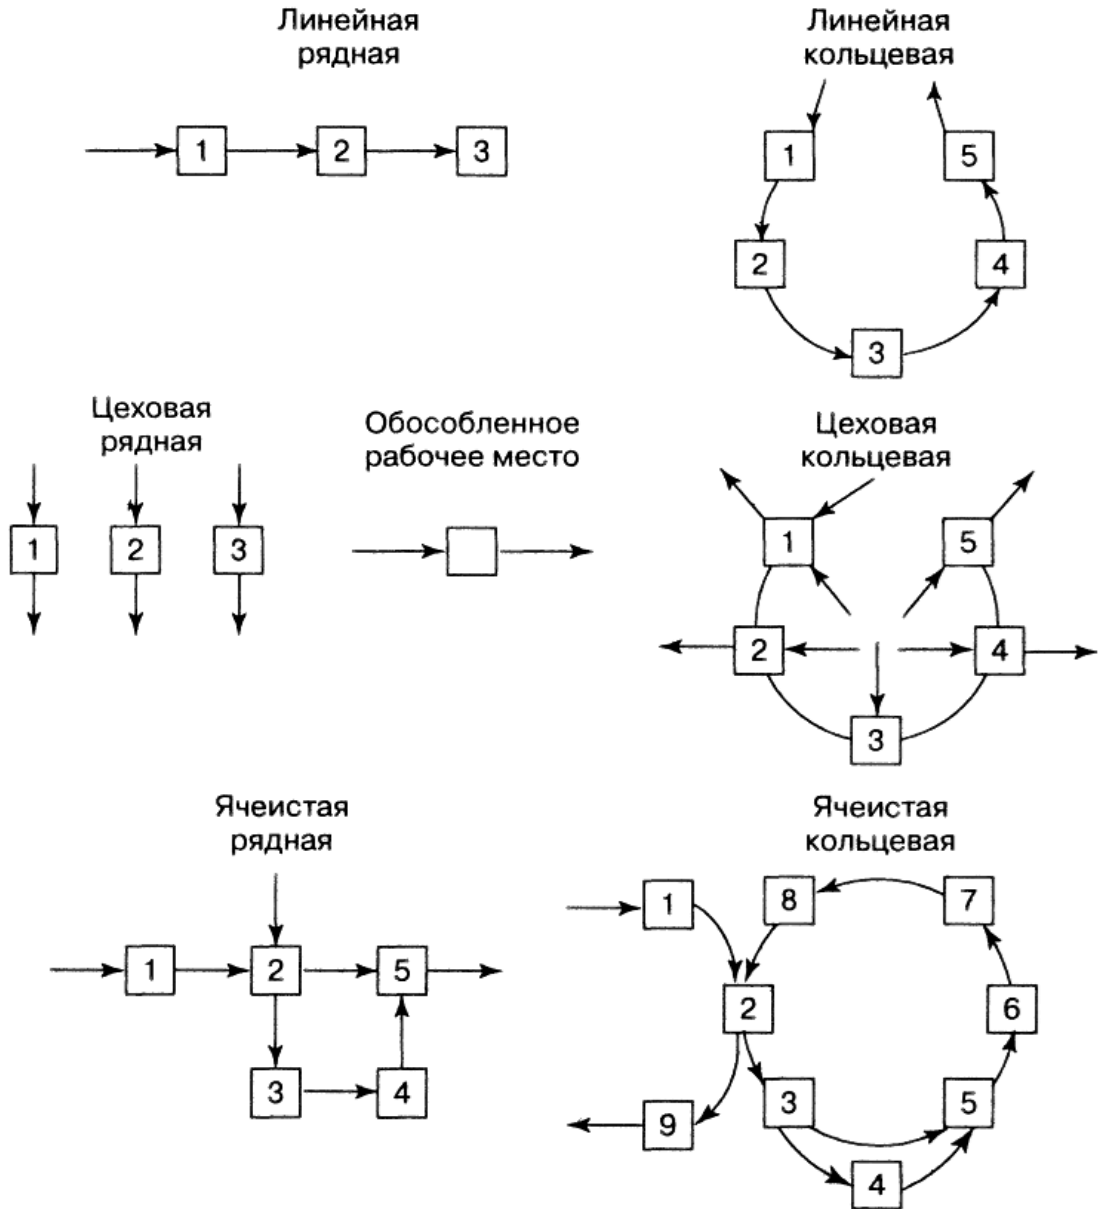 Линейная
рядная
1 2 3
Линейная
кольцевая
1 5
2 4
3
Цеховая
рядная
1 2 3
Обособленное
рабочее место
Цеховая
кольцевая
1 5
2 4
3
Ячеистая
рядная
1 2 5
3 4
Ячеистая
кольцевая
1 8 7
2 6
3 5
9
4